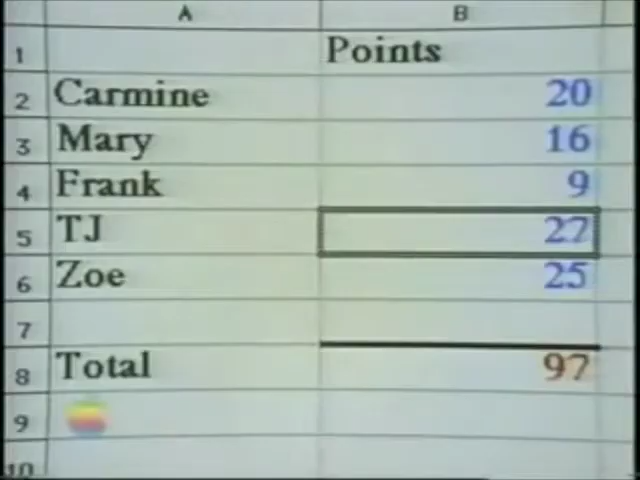 A B
1 Points
2 Carmine 20
3 Mary 16
4 Frank 9
5 TJ 27
6 Zoe 25
7
8 Total 97
9
10